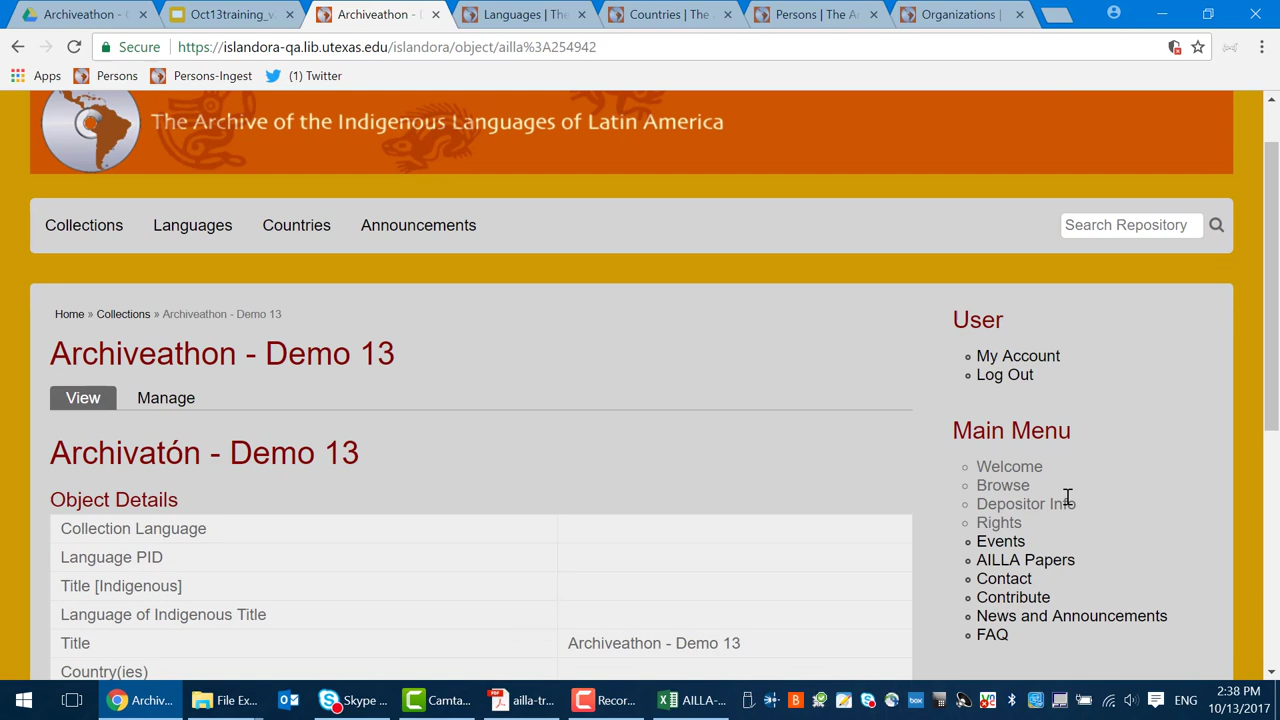 Archiveathon - G
Oct13training_v
Archiveathon - D
Languages | The
Countries | The A
Persons | The Ar
Organizations |
Secure
https://islandora-qa.lib.utexas.edu/islandora/object/ailla%3A254942
Apps
Persons
Persons-Ingest
(1) Twitter
The Archive of the Indigenous Languages of Latin America
Collections
Languages
Countries
Announcements
Search Repository
Home » Collections » Archiveathon - Demo 13
Archiveathon - Demo 13
View
Manage
Archivatón - Demo 13
Object Details
Collection Language
Language PID
Title [Indigenous]
Language of Indigenous Title
Title
Archiveathon - Demo 13
Country(ies)
User
My Account
Log Out
Main Menu
Welcome
Browse
Depositor Info
Rights
Events
AILLA Papers
Contact
Contribute
News and Announcements
FAQ
Archiv...
File Ex...
Skype ...
Camta...
ailla-tr...
Recor...
AILLA-...
ENG
2:38 PM
10/13/2017